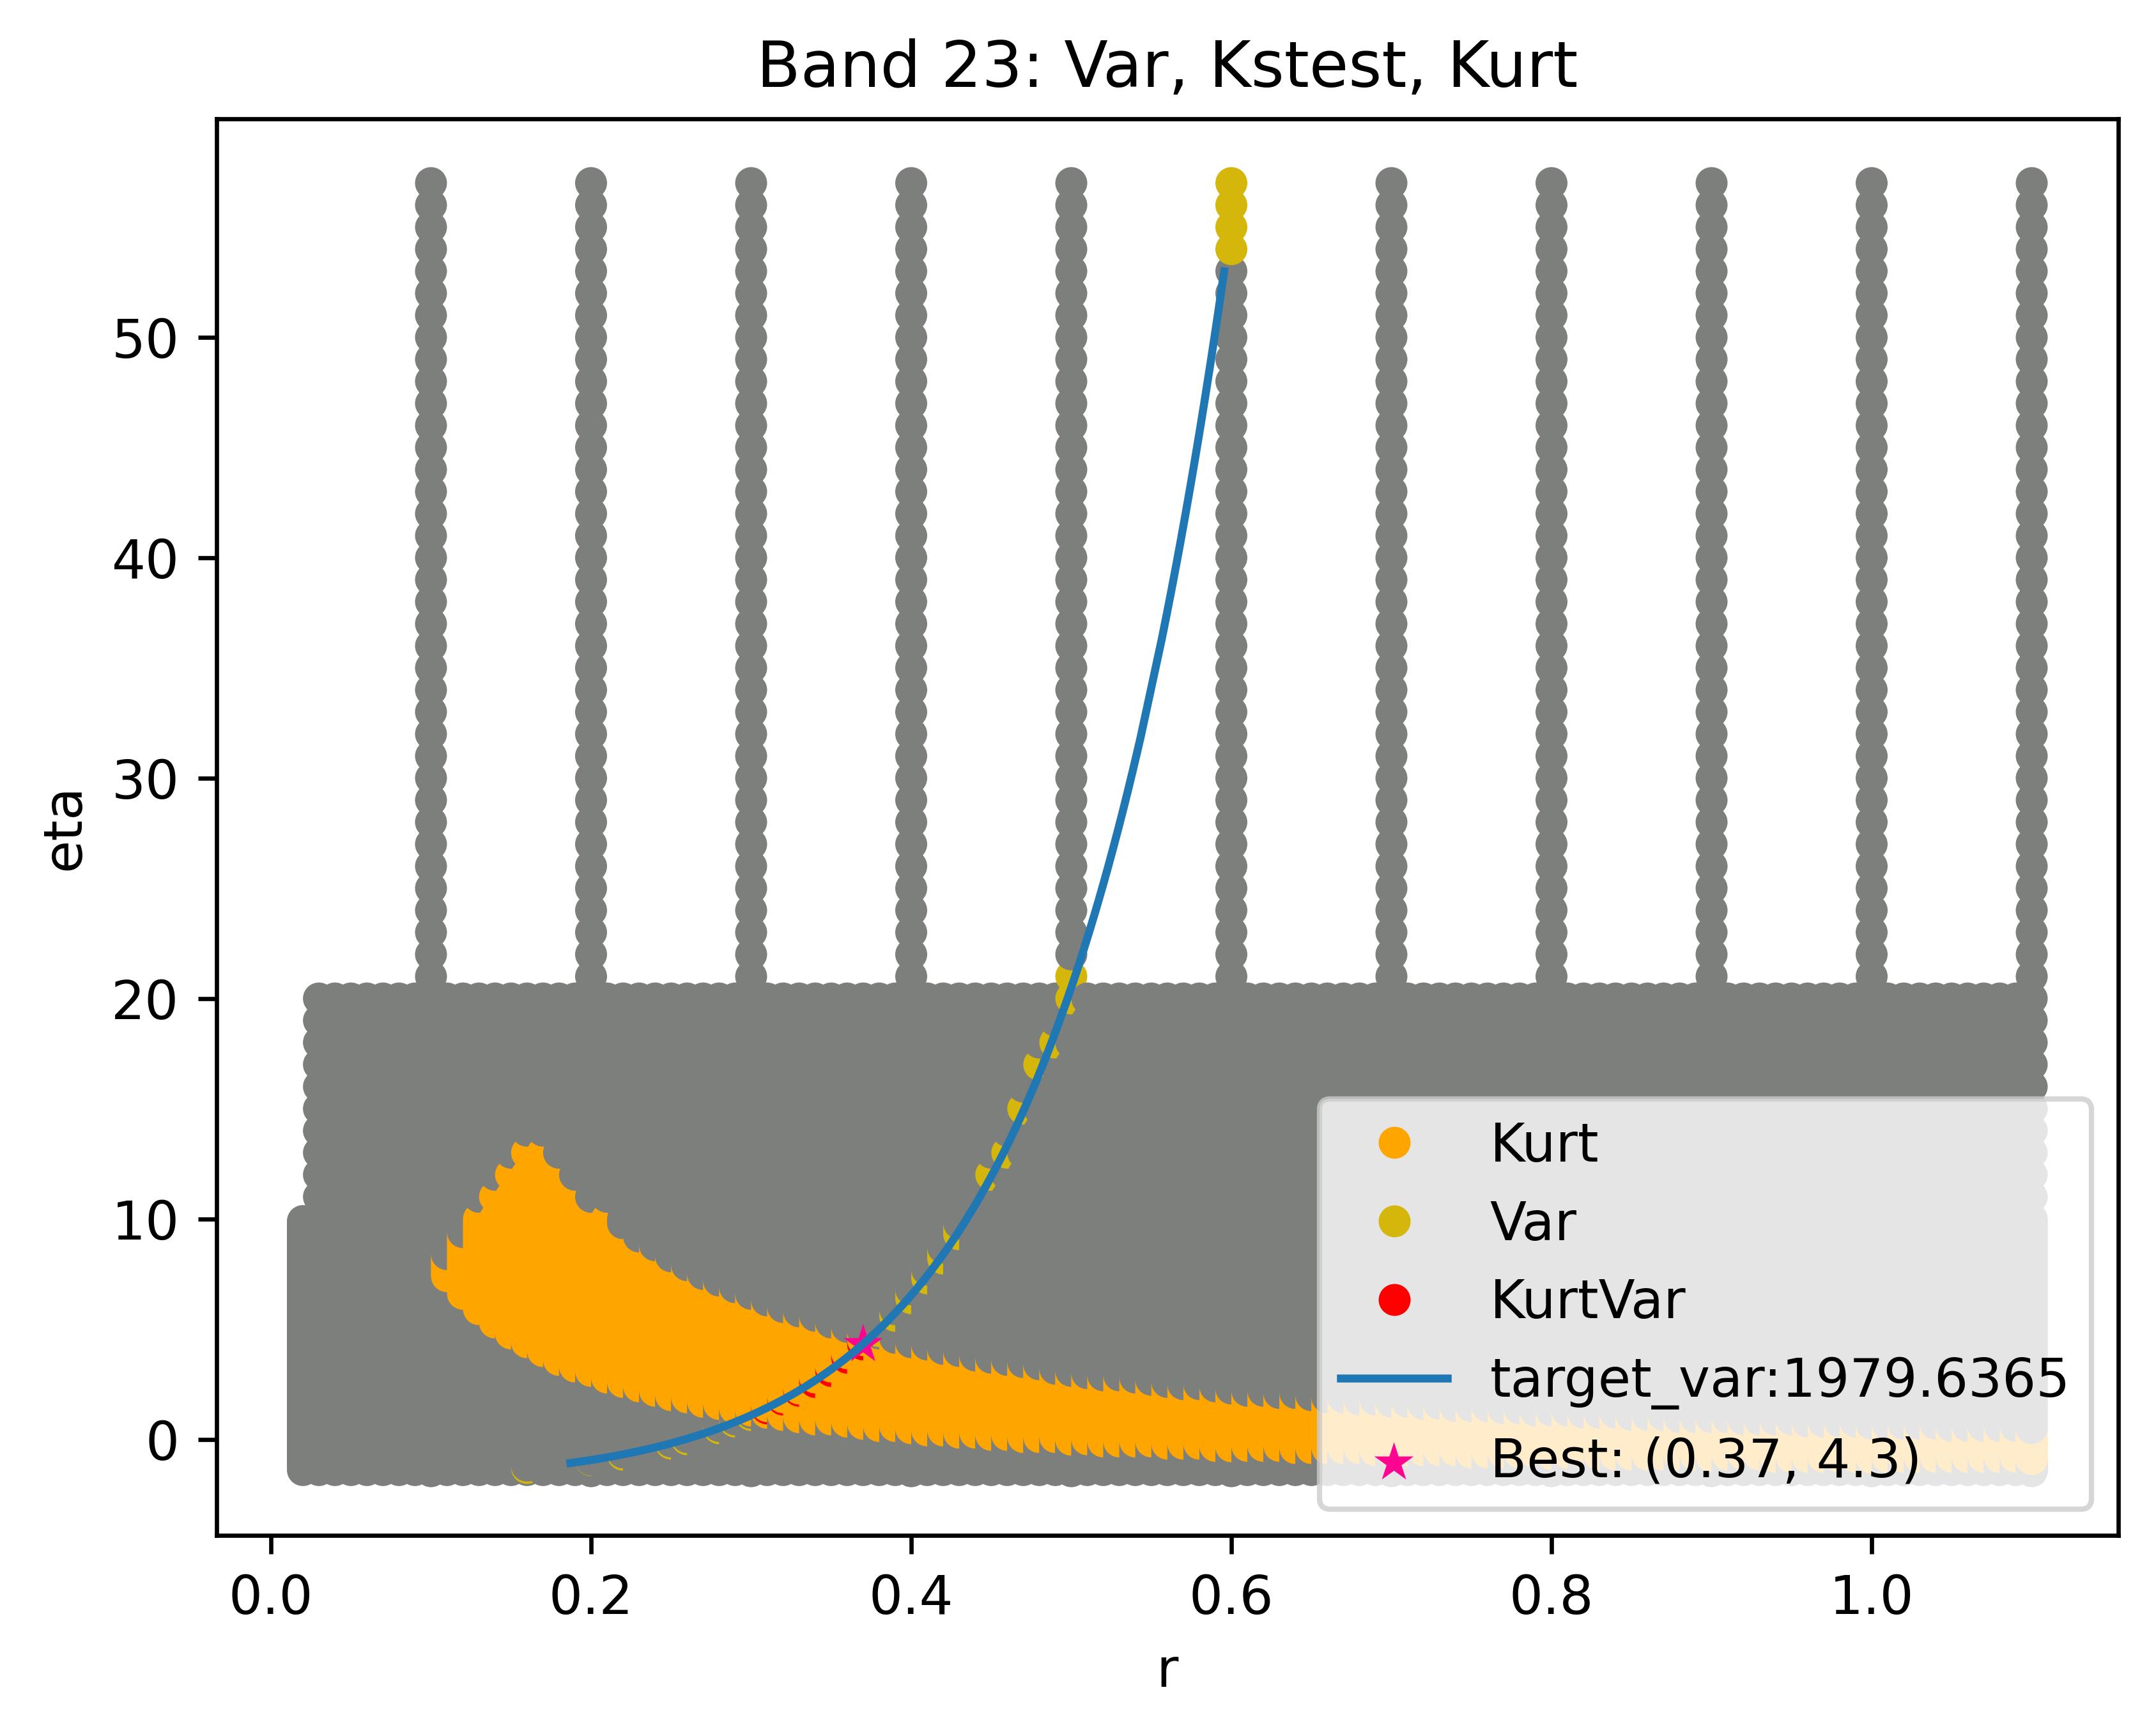 Band 23: Var, Kstest, Kurt
eta
50
40
30
20
10
0
0.0 0.2 0.4 0.6 0.8 1.0
r
Kurt
Var
KurtVar
target_var:1979.6365
Best: (0.37, 4.3)